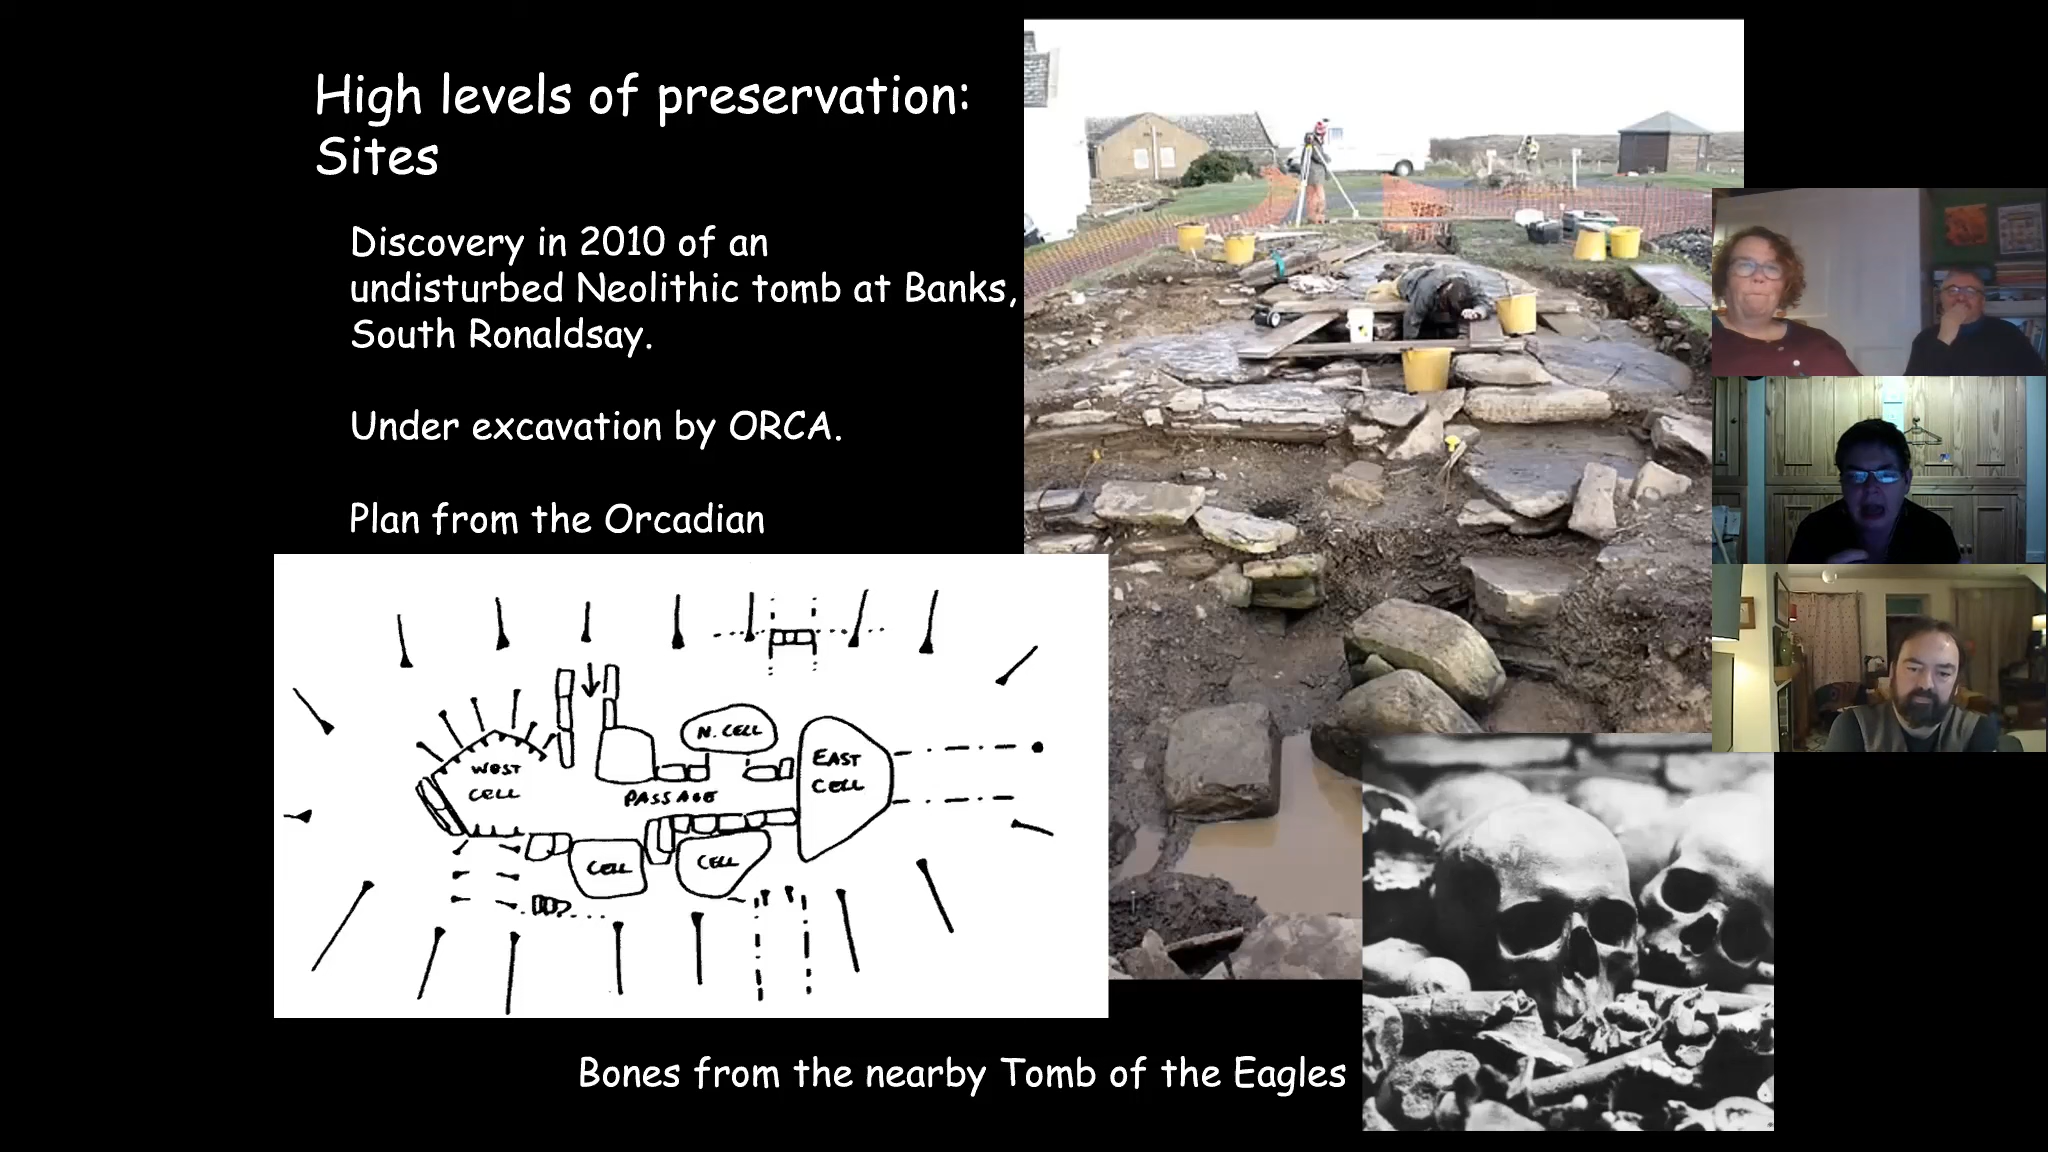 High levels of preservation:
Sites
Discovery in 2010 of an
undisturbed Neolithic tomb at Banks,
South Ronaldsay.
Under excavation by ORCA.
Plan from the Orcadian
N. CELL
WEST
CELL
PASSAGE
EAST
CELL
CELL
CELL
Bones from the nearby Tomb of the Eagles